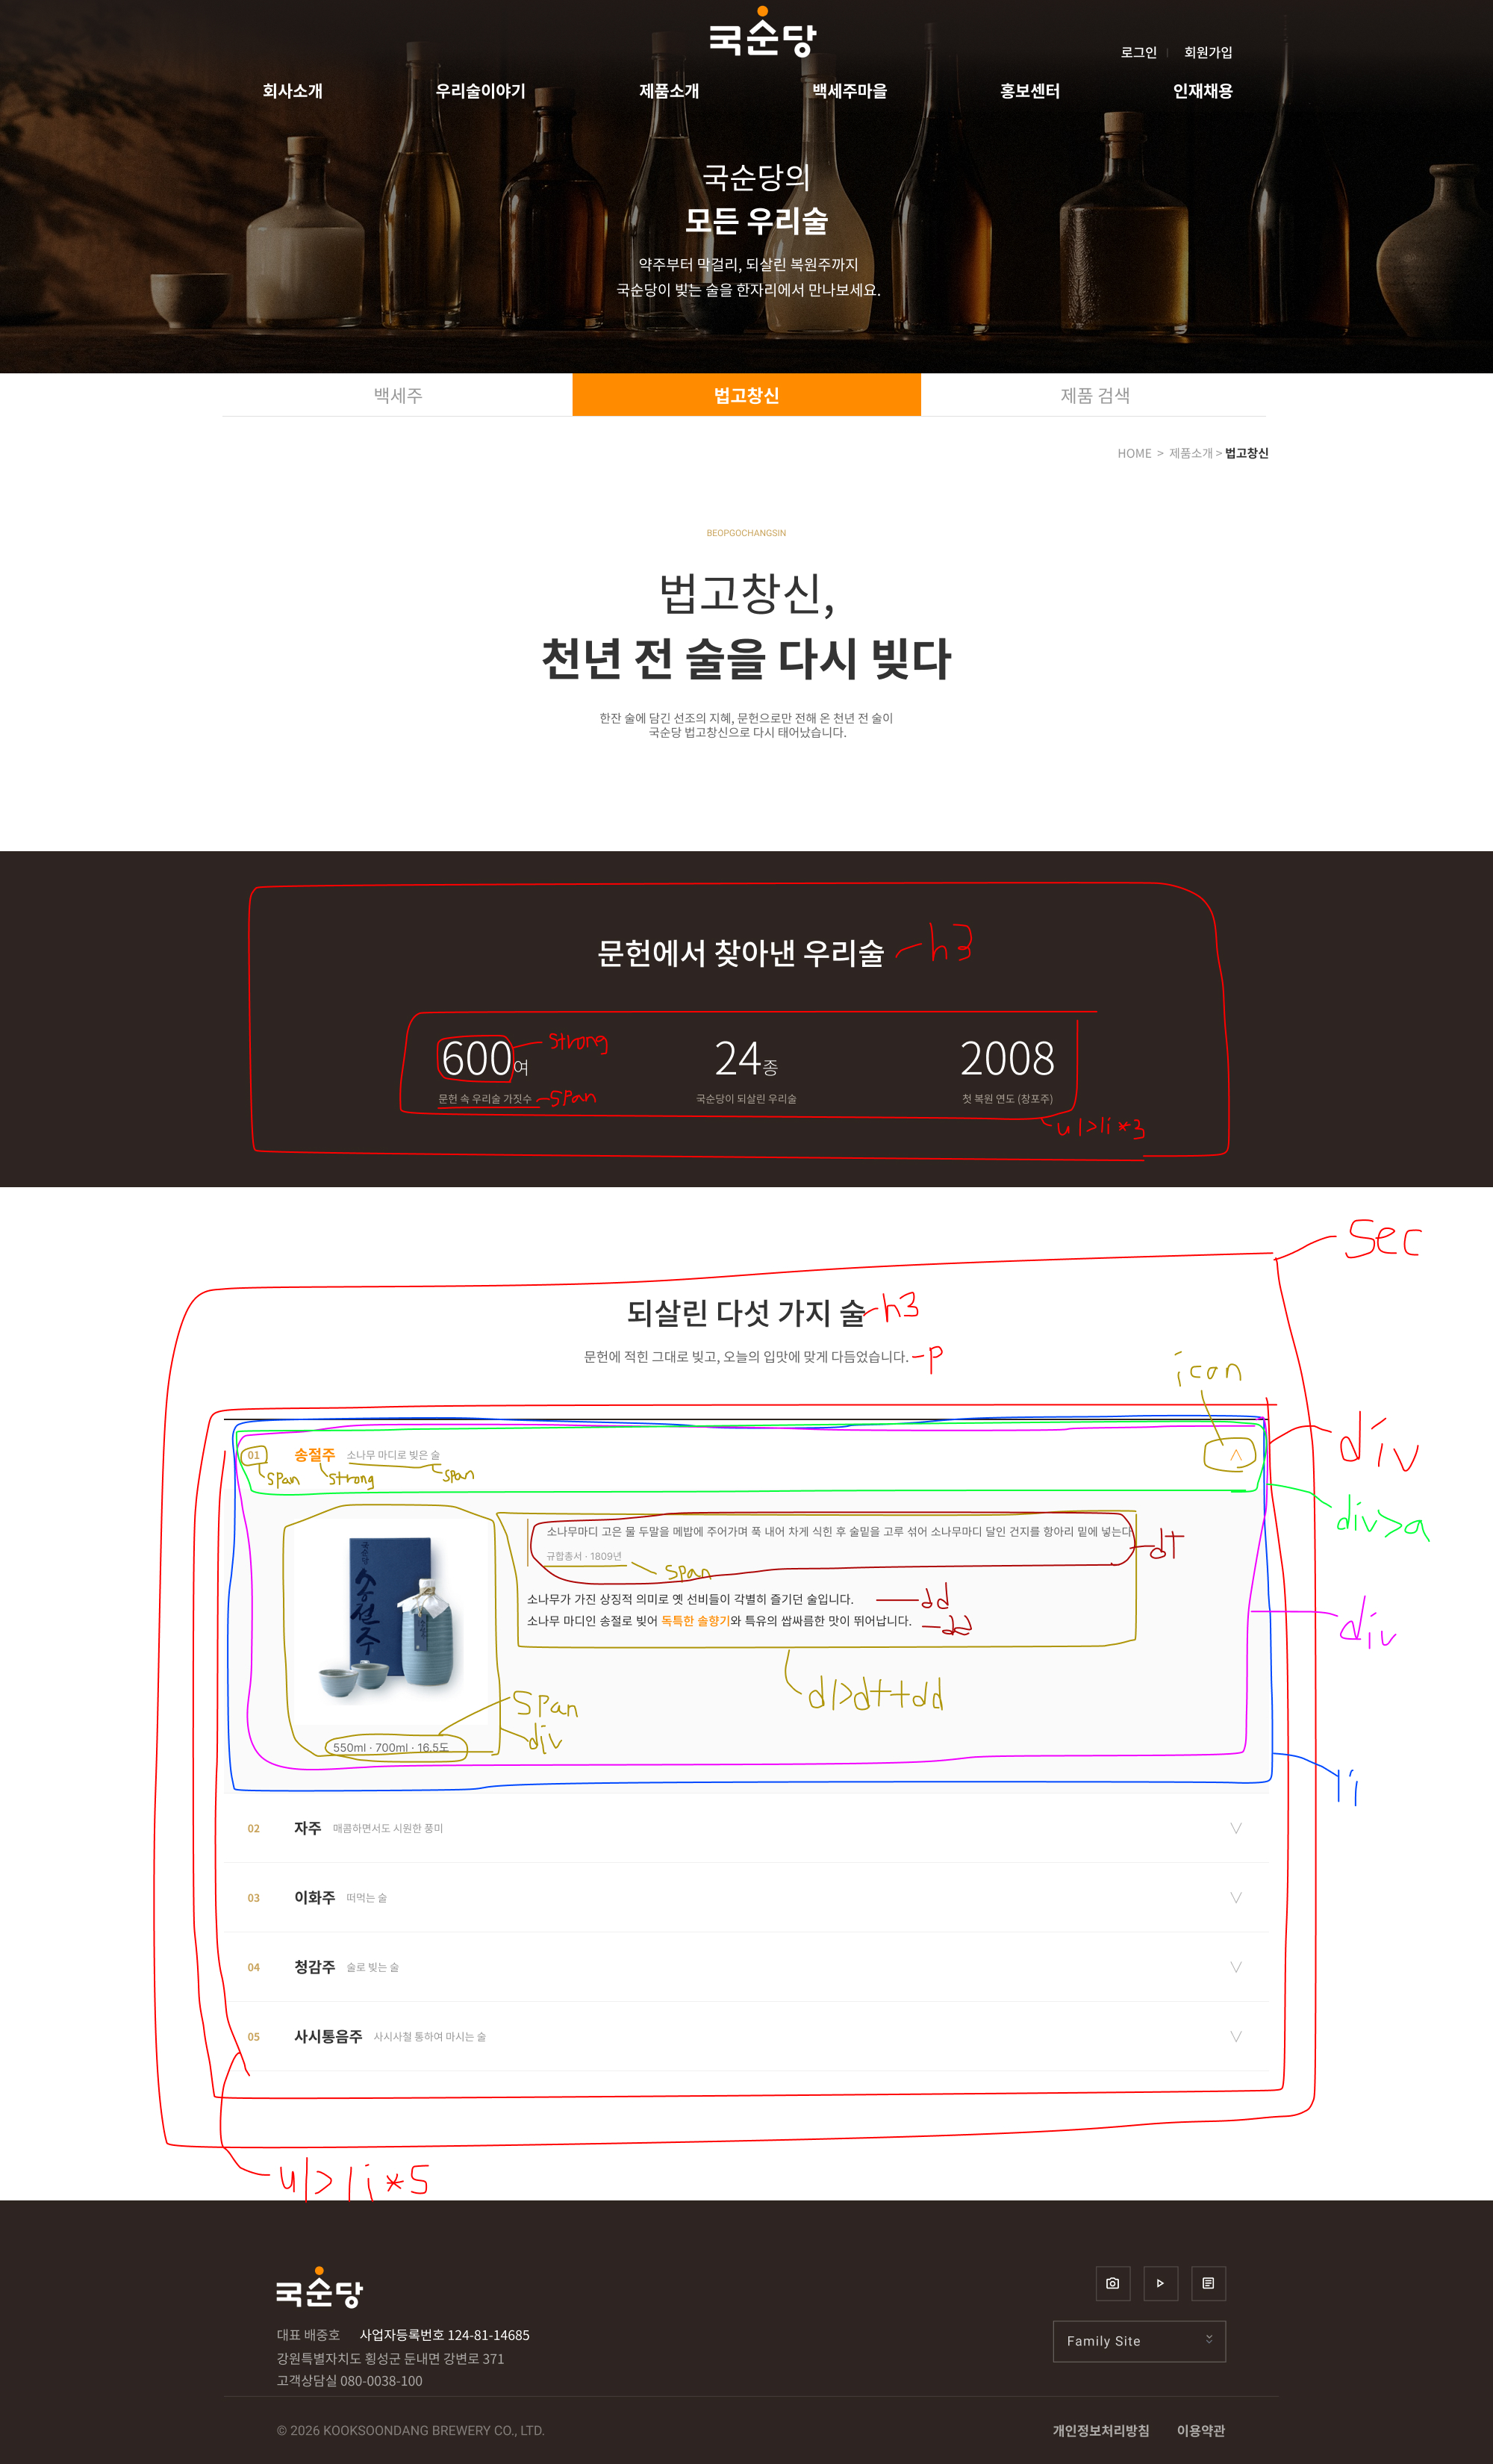 국순당
로그인 | 회원가입
회사소개 우리술이야기 제품소개 백세주마을 홍보센터 인재채용
국순당의
모든 우리술
약주부터 막걸리, 되살린 복원주까지
국순당이 빚는 술을 한자리에서 만나보세요.
백세주 법고창신 제품 검색
HOME > 제품소개 > 법고창신
BEOPGOCHANGSIN
법고창신,
천년 전 술을 다시 빚다
한잔 술에 담긴 선조의 지혜, 문헌으로만 전해 온 천년 전 술이
국순당 법고창신으로 다시 태어났습니다.
문헌에서 찾아낸 우리술 h3
600여 strong 24종 2008
문헌 속 우리술 가짓수 span 국순당이 되살린 우리술 첫 복원 연도 (창포주)
ul>li*3
sec
되살린 다섯 가지 술 h3
문헌에 적힌 그대로 빚고, 오늘의 입맛에 맞게 다듬었습니다. p
icon
div
01 송절주 소나무 마디로 빚은 술 ∧
span strong span
div>a
소나무마디 고은 물 두말을 메밥에 주어가며 푹 내어 차게 식힌 후 술밑을 고루 섞어 소나무마디 달인 건지를 항아리 밑에 넣는다
dt
규합총서 · 1809년 span
소나무가 가진 상징적 의미로 옛 선비들이 각별히 즐기던 술입니다. dd
소나무 마디인 송절로 빚어 독특한 솔향기와 특유의 쌉싸름한 맛이 뛰어납니다. dd
div
국순당
송절주
dl>dt+dd
span
div
550ml · 700ml · 16.5도
li
02 자주 매콤하면서도 시원한 풍미 ∨
03 이화주 떠먹는 술 ∨
04 청감주 술로 빚는 술 ∨
05 사시통음주 사시사철 통하여 마시는 술 ∨
ul>li*5
국순당
대표 배중호 사업자등록번호 124-81-14685
강원특별자치도 횡성군 둔내면 강변로 371
고객상담실 080-0038-100
Family Site
© 2026 KOOKSOONDANG BREWERY CO., LTD.
개인정보처리방침 이용약관